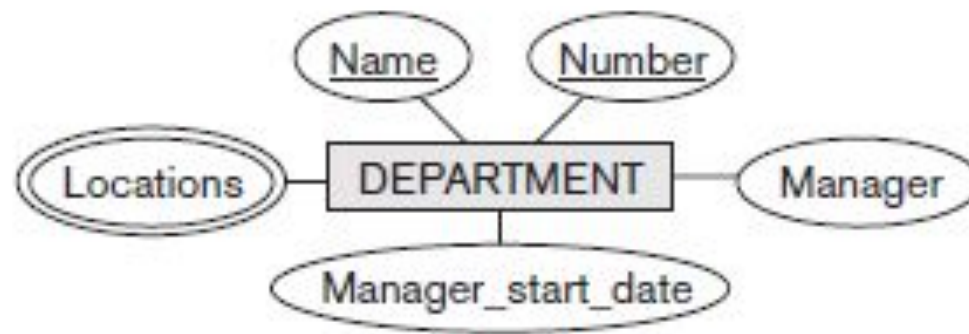 Name
Number
Locations
DEPARTMENT
Manager
Manager_start_date